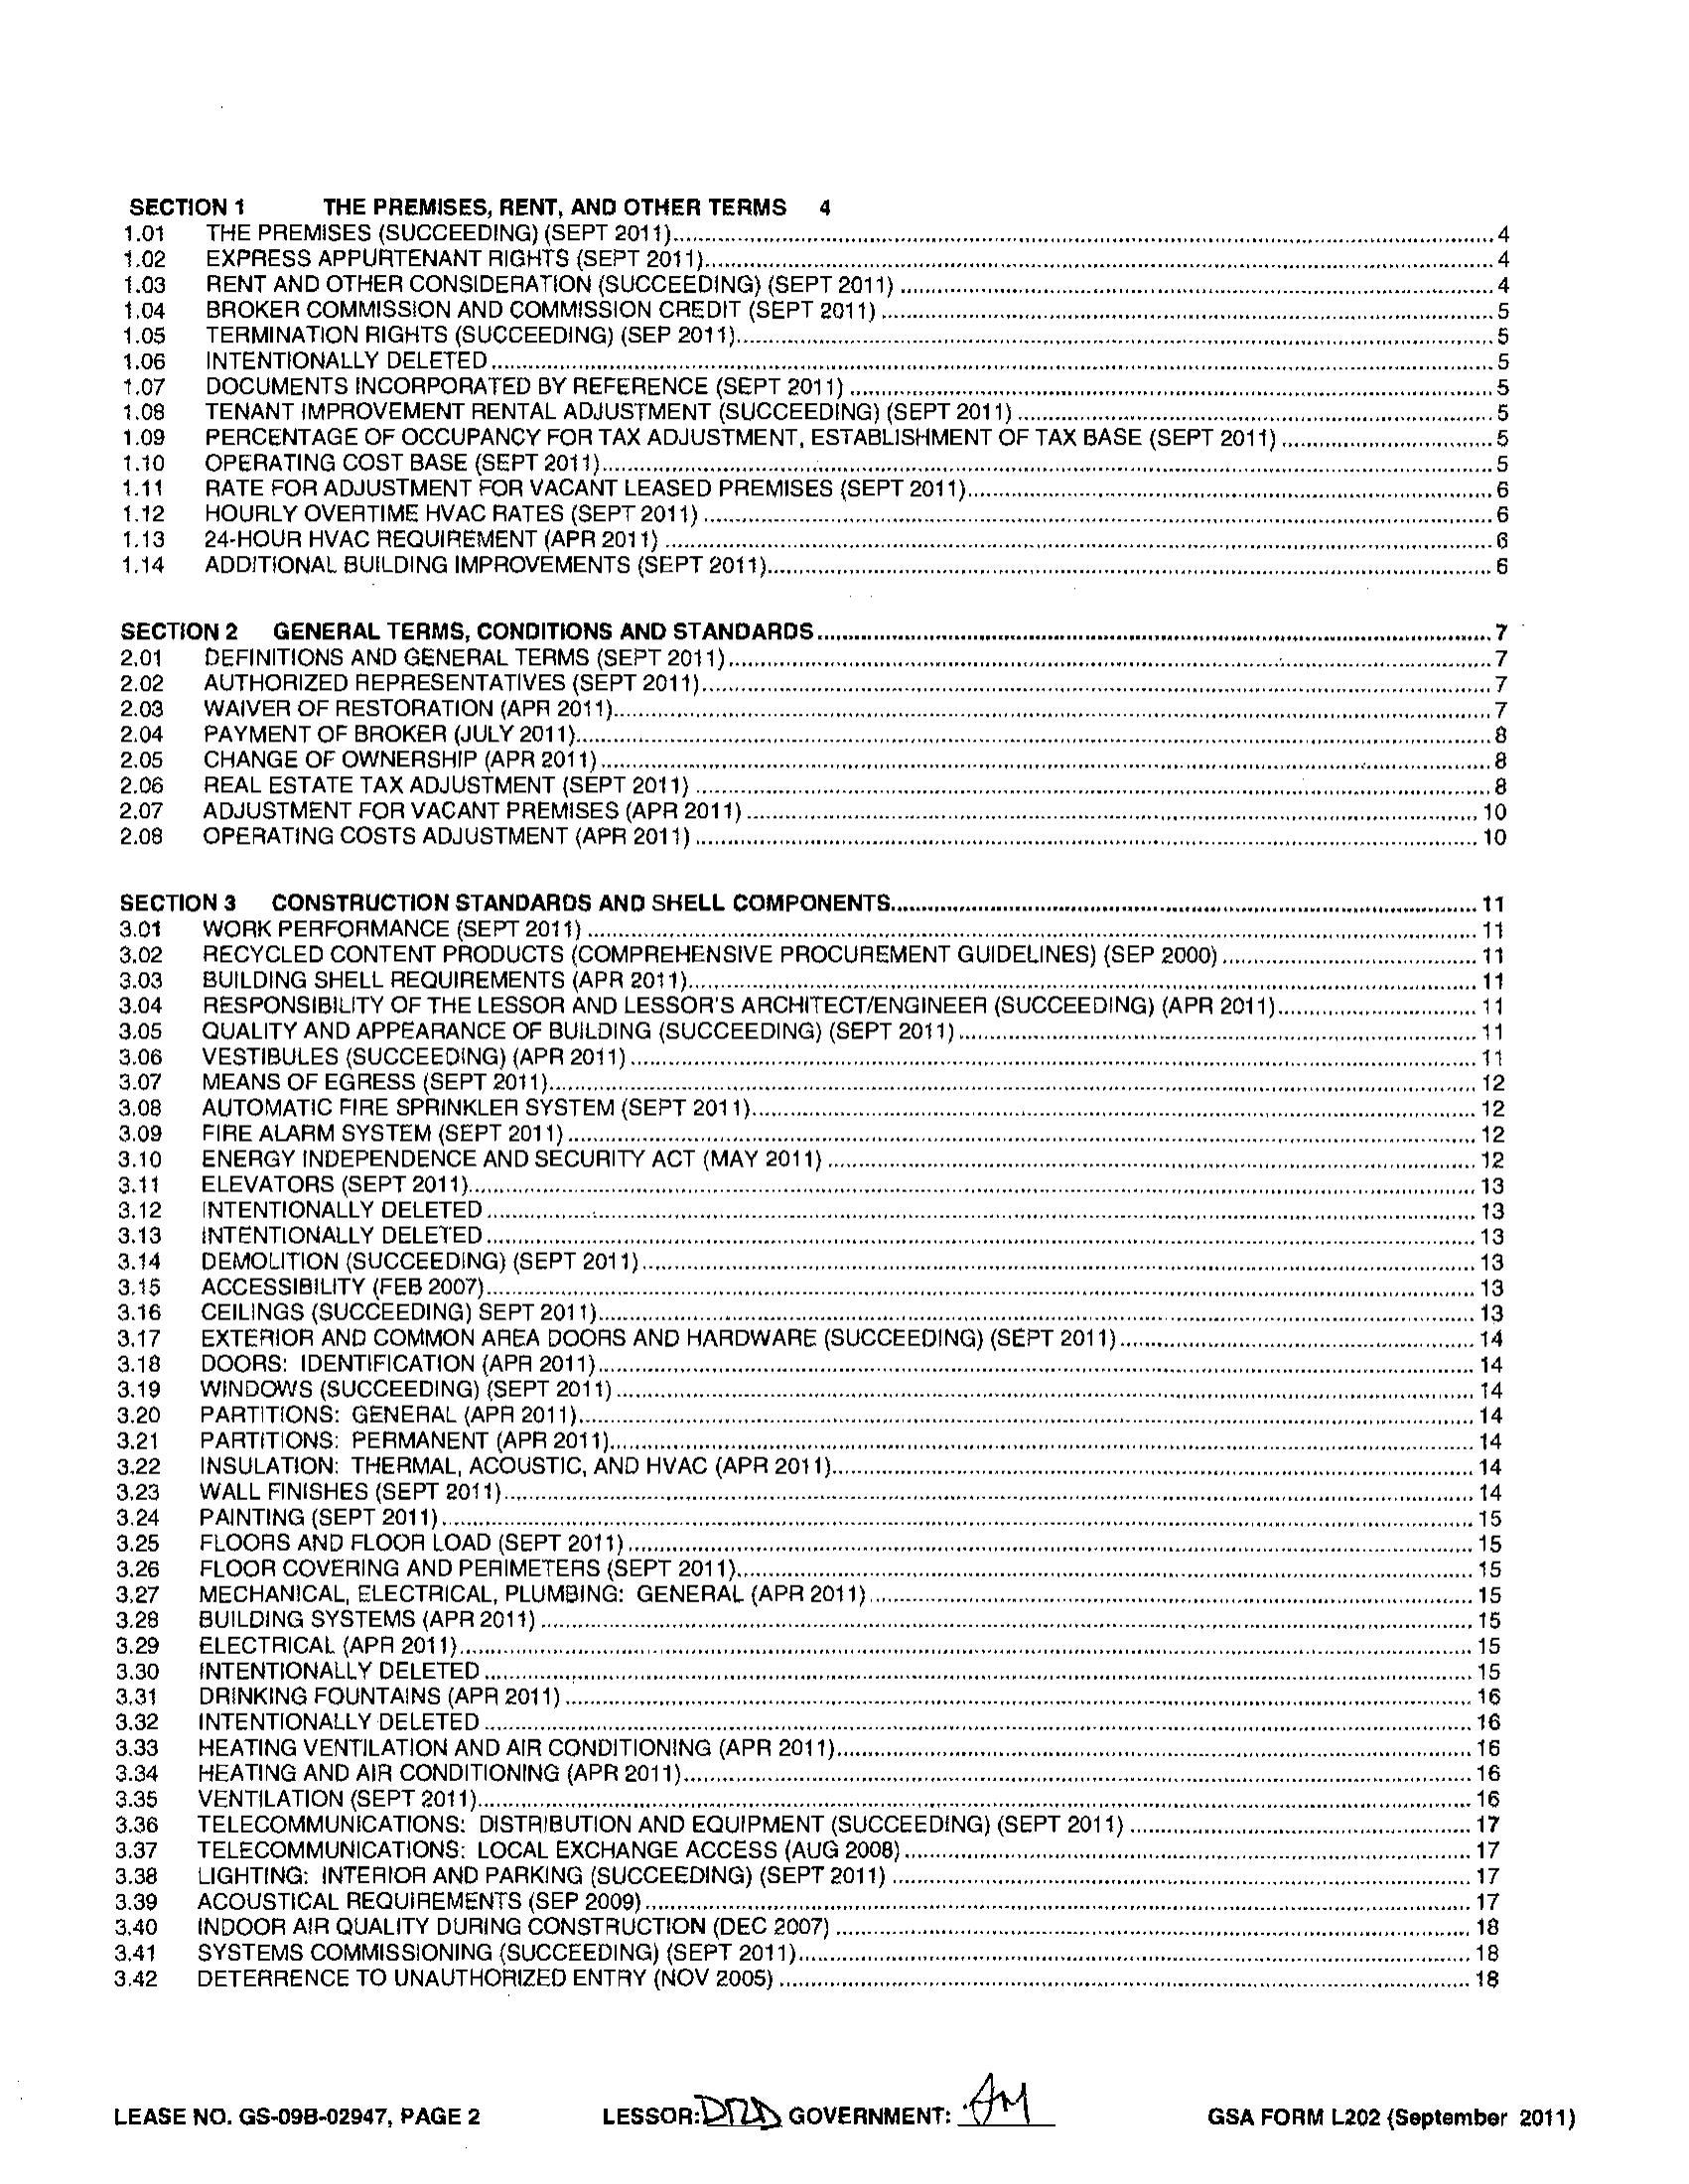 SECTION 1 THE PREMISES, RENT, AND OTHER TERMS 4
1.01 THE PREMISES (SUCCEEDING) (SEPT 2011) 4
1.02 EXPRESS APPURTENANT RIGHTS (SEPT 2011) 4
1.03 RENT AND OTHER CONSIDERATION (SUCCEEDING) (SEPT 2011) 4
1.04 BROKER COMMISSION AND COMMISSION CREDIT (SEPT 2011) 5
1.05 TERMINATION RIGHTS (SUCCEEDING) (SEP 2011) 5
1.06 INTENTIONALLY DELETED 5
1.07 DOCUMENTS INCORPORATED BY REFERENCE (SEPT 2011) 5
1.08 TENANT IMPROVEMENT RENTAL ADJUSTMENT (SUCCEEDING) (SEPT 2011) 5
1.09 PERCENTAGE OF OCCUPANCY FOR TAX ADJUSTMENT, ESTABLISHMENT OF TAX BASE (SEPT 2011) 5
1.10 OPERATING COST BASE (SEPT 2011) 5
1.11 RATE FOR ADJUSTMENT FOR VACANT LEASED PREMISES (SEPT 2011) 6
1.12 HOURLY OVERTIME HVAC RATES (SEPT 2011) 6
1.13 24-HOUR HVAC REQUIREMENT (APR 2011) 6
1.14 ADDITIONAL BUILDING IMPROVEMENTS (SEPT 2011) 6
SECTION 2 GENERAL TERMS, CONDITIONS AND STANDARDS 7
2.01 DEFINITIONS AND GENERAL TERMS (SEPT 2011) 7
2.02 AUTHORIZED REPRESENTATIVES (SEPT 2011) 7
2.03 WAIVER OF RESTORATION (APR 2011) 7
2.04 PAYMENT OF BROKER (JULY 2011) 8
2.05 CHANGE OF OWNERSHIP (APR 2011) 8
2.06 REAL ESTATE TAX ADJUSTMENT (SEPT 2011) 8
2.07 ADJUSTMENT FOR VACANT PREMISES (APR 2011) 10
2.08 OPERATING COSTS ADJUSTMENT (APR 2011) 10
SECTION 3 CONSTRUCTION STANDARDS AND SHELL COMPONENTS 11
3.01 WORK PERFORMANCE (SEPT 2011) 11
3.02 RECYCLED CONTENT PRODUCTS (COMPREHENSIVE PROCUREMENT GUIDELINES) (SEP 2000) 11
3.03 BUILDING SHELL REQUIREMENTS (APR 2011) 11
3.04 RESPONSIBILITY OF THE LESSOR AND LESSOR'S ARCHITECT/ENGINEER (SUCCEEDING) (APR 2011) 11
3.05 QUALITY AND APPEARANCE OF BUILDING (SUCCEEDING) (SEPT 2011) 11
3.06 VESTIBULES (SUCCEEDING) (APR 2011) 11
3.07 MEANS OF EGRESS (SEPT 2011) 12
3.08 AUTOMATIC FIRE SPRINKLER SYSTEM (SEPT 2011) 12
3.09 FIRE ALARM SYSTEM (SEPT 2011) 12
3.10 ENERGY INDEPENDENCE AND SECURITY ACT (MAY 2011) 12
3.11 ELEVATORS (SEPT 2011) 13
3.12 INTENTIONALLY DELETED 13
3.13 INTENTIONALLY DELETED 13
3.14 DEMOLITION (SUCCEEDING) (SEPT 2011) 13
3.15 ACCESSIBILITY (FEB 2007) 13
3.16 CEILINGS (SUCCEEDING) SEPT 2011) 13
3.17 EXTERIOR AND COMMON AREA DOORS AND HARDWARE (SUCCEEDING) (SEPT 2011) 14
3.18 DOORS: IDENTIFICATION (APR 2011) 14
3.19 WINDOWS (SUCCEEDING) (SEPT 2011) 14
3.20 PARTITIONS: GENERAL (APR 2011) 14
3.21 PARTITIONS: PERMANENT (APR 2011) 14
3.22 INSULATION: THERMAL, ACOUSTIC, AND HVAC (APR 2011) 14
3.23 WALL FINISHES (SEPT 2011) 14
3.24 PAINTING (SEPT 2011) 15
3.25 FLOORS AND FLOOR LOAD (SEPT 2011) 15
3.26 FLOOR COVERING AND PERIMETERS (SEPT 2011) 15
3.27 MECHANICAL, ELECTRICAL, PLUMBING: GENERAL (APR 2011) 15
3.28 BUILDING SYSTEMS (APR 2011) 15
3.29 ELECTRICAL (APR 2011) 15
3.30 INTENTIONALLY DELETED 15
3.31 DRINKING FOUNTAINS (APR 2011) 16
3.32 INTENTIONALLY DELETED 16
3.33 HEATING VENTILATION AND AIR CONDITIONING (APR 2011) 16
3.34 HEATING AND AIR CONDITIONING (APR 2011) 16
3.35 VENTILATION (SEPT 2011) 16
3.36 TELECOMMUNICATIONS: DISTRIBUTION AND EQUIPMENT (SUCCEEDING) (SEPT 2011) 17
3.37 TELECOMMUNICATIONS: LOCAL EXCHANGE ACCESS (AUG 2008) 17
3.38 LIGHTING: INTERIOR AND PARKING (SUCCEEDING) (SEPT 2011) 17
3.39 ACOUSTICAL REQUIREMENTS (SEP 2009) 17
3.40 INDOOR AIR QUALITY DURING CONSTRUCTION (DEC 2007) 18
3.41 SYSTEMS COMMISSIONING (SUCCEEDING) (SEPT 2011) 18
3.42 DETERRENCE TO UNAUTHORIZED ENTRY (NOV 2005) 18
LEASE NO. GS-09B-02947, PAGE 2 LESSOR: GOVERNMENT: AM GSA FORM L202 (September 2011)